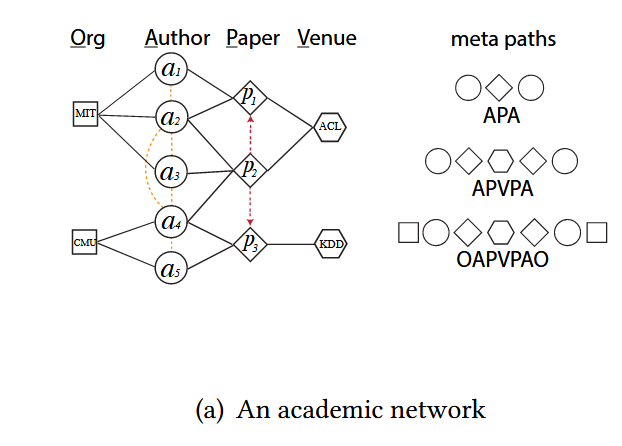 Org Author Paper Venue meta paths
a1
MIT
a2
a3
a4
CMU
a5
p1
p2
p3
ACL
KDD
APA
APVPA
OAPVPAO
(a) An academic network